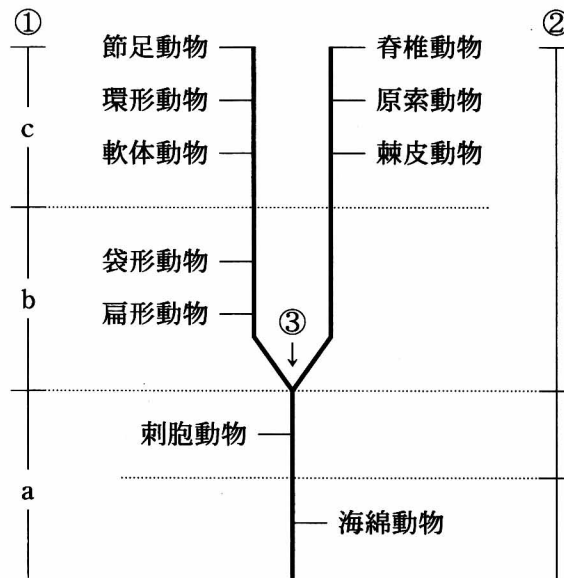 ① ②
節足動物 脊椎動物
環形動物 原索動物
c
軟体動物 棘皮動物
袋形動物
b
扁形動物
③
↓
刺胞動物
a
海綿動物